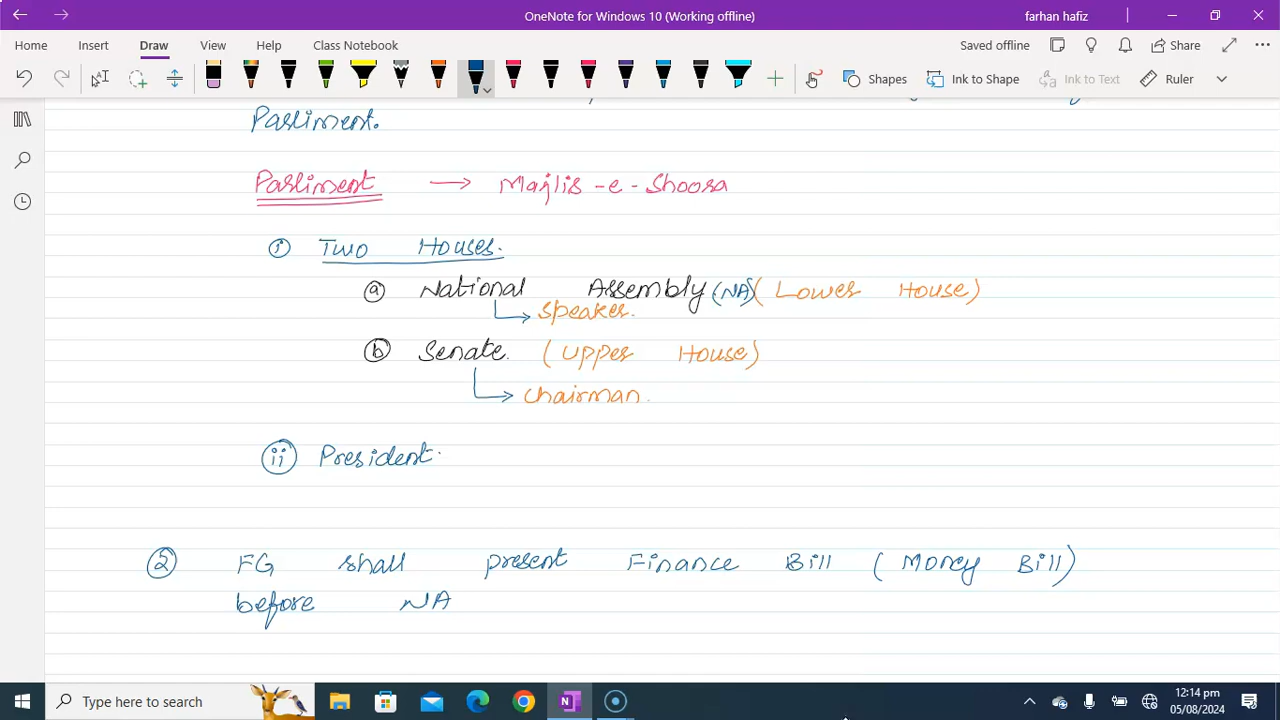 OneNote for Windows 10 (Working offline)
farhan hafiz
Home Insert Draw View Help Class Notebook
Saved offline Share
Shapes Ink to Shape Ink to Text Ruler
Parliment.
Parliment → Majlis-e-Shoora
i Two Houses.
a National Assembly (NA) (Lower House)
Speaker.
b Senate. (Upper House)
Chairman.
ii President.
2 FG shall present Finance Bill (Money Bill)
before NA
Type here to search
12:14 pm
05/08/2024